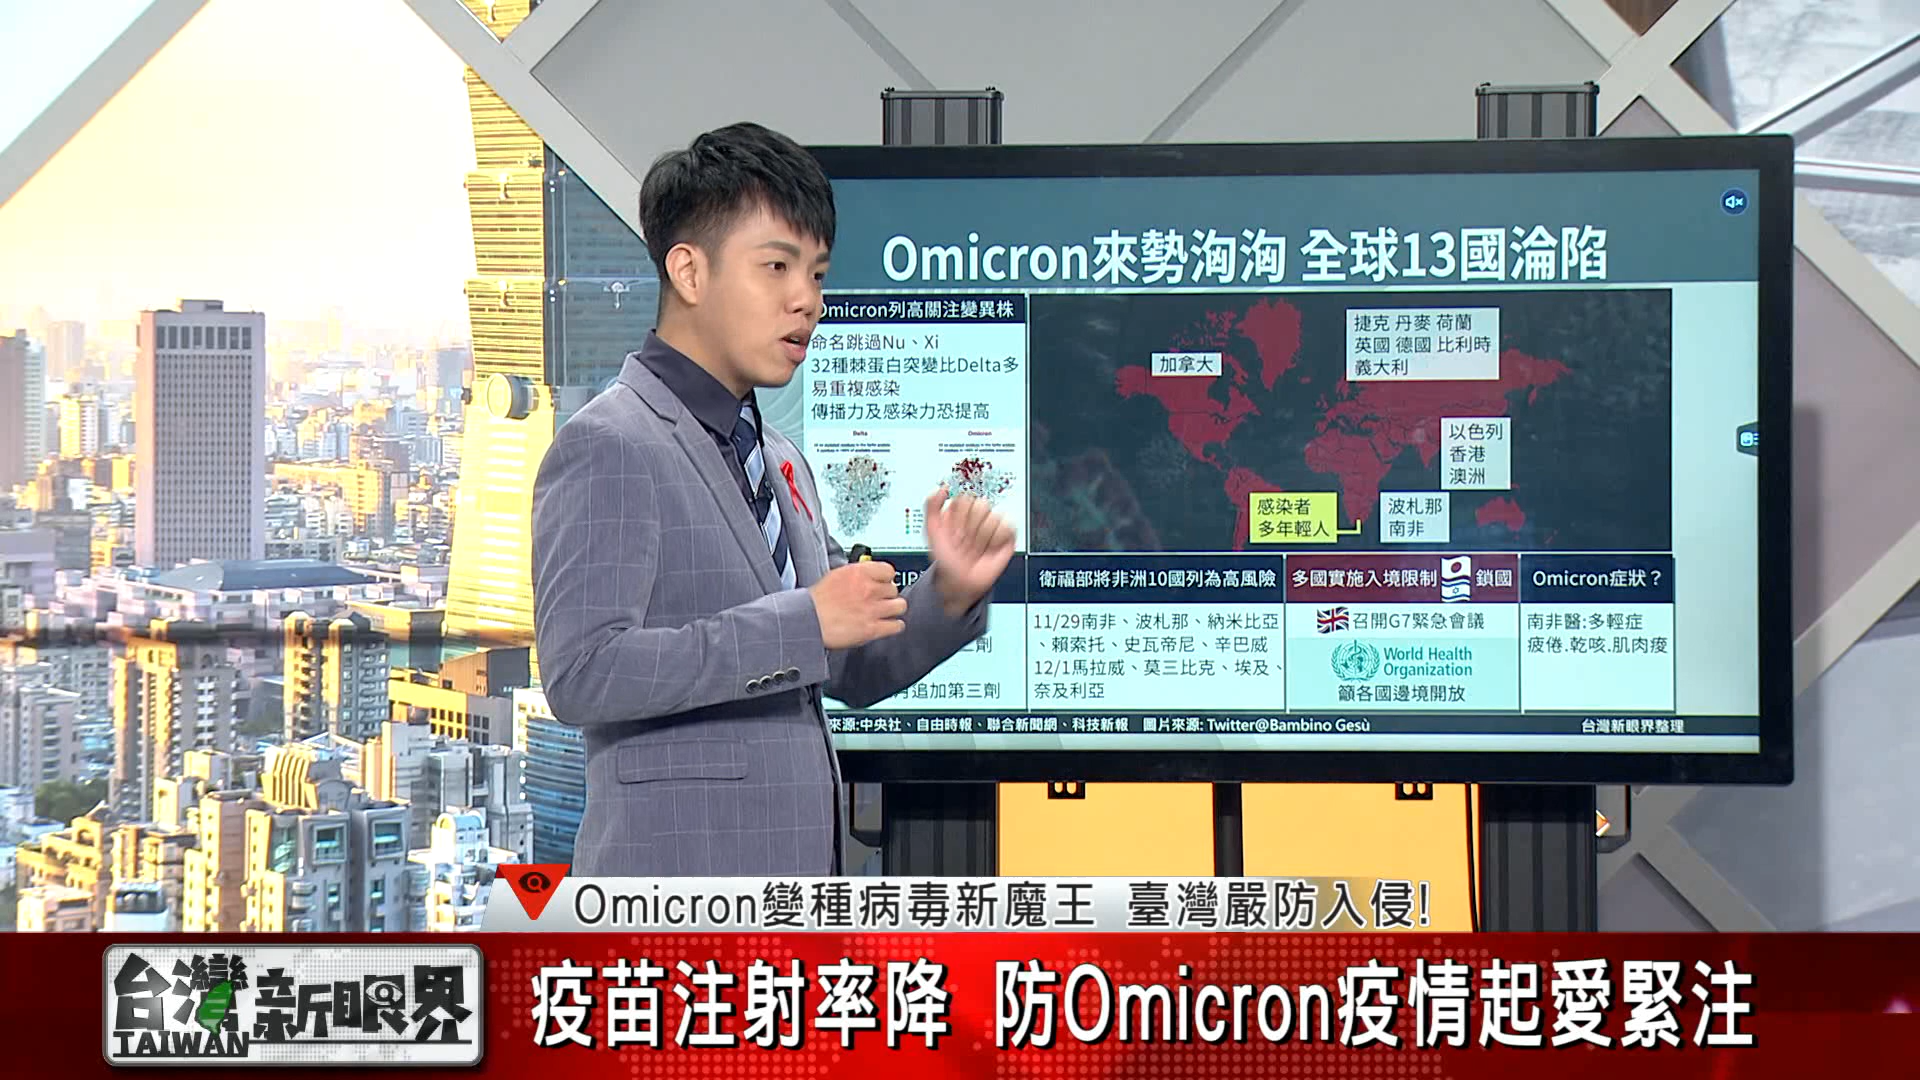 Omicron來勢洶洶 全球13國淪陷
Omicron列高關注變異株
命名跳過Nu、Xi
32種棘蛋白突變比Delta多
易重複感染
傳播力及感染力恐提高
Delta
Omicron
加拿大
捷克 丹麥 荷蘭
英國 德國 比利時
義大利
以色列
香港
澳洲
感染者
多年輕人
波札那
南非
衛福部將非洲10國列為高風險
11/29南非、波札那、納米比亞
、賴索托、史瓦帝尼、辛巴威
12/1馬拉威、莫三比克、埃及、
奈及利亞
多國實施入境限制 鎖國
召開G7緊急會議
World Health
Organization
籲各國邊境開放
Omicron症狀？
南非醫:多輕症
疲倦.乾咳.肌肉痠
劑
追加第三劑
來源:中央社、自由時報、聯合新聞網、科技新報 圖片來源: Twitter@Bambino Gesù
台灣新眼界整理
Omicron變種病毒新魔王 臺灣嚴防入侵!
台灣新眼界
TAIWAN
疫苗注射率降 防Omicron疫情起愛緊注